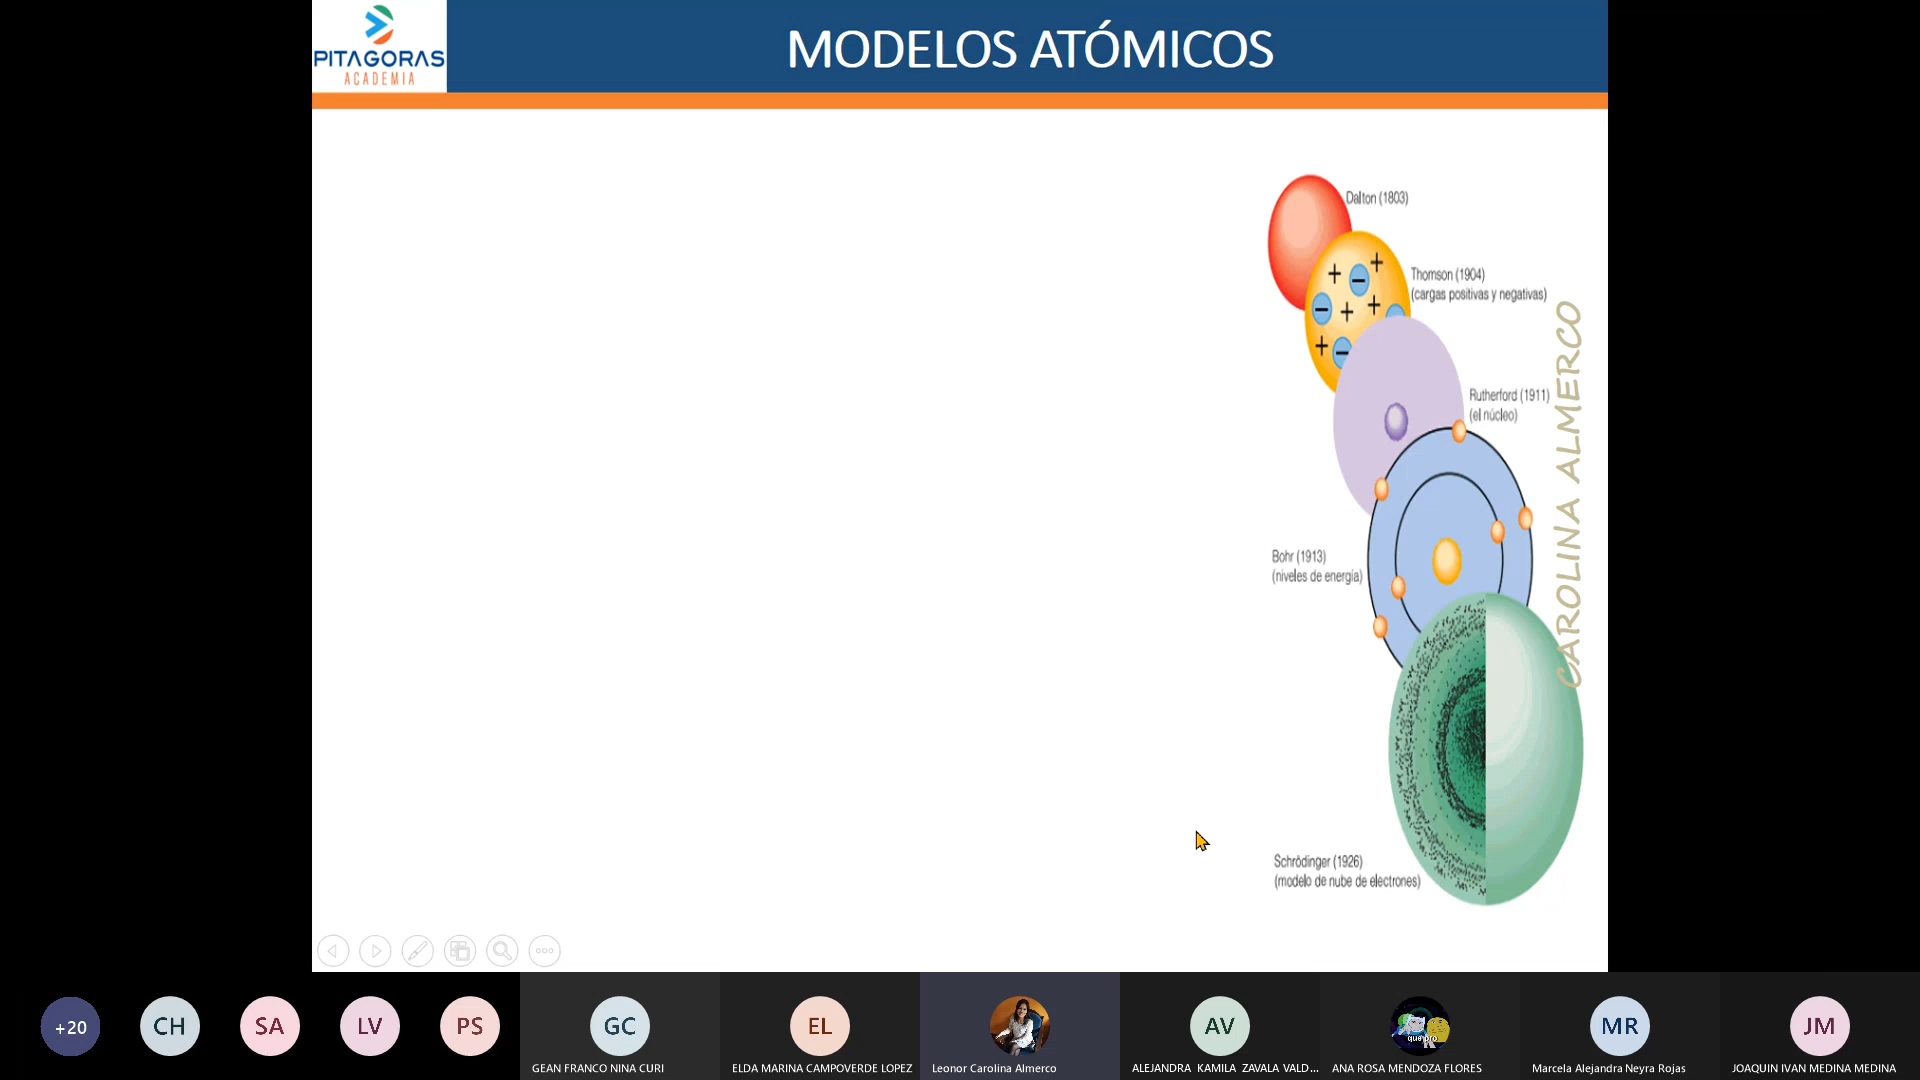 PITAGORAS
ACADEMIA
MODELOS ATÓMICOS
Dalton (1803)
Thomson (1904)
(cargas positivas y negativas)
Rutherford (1911)
(el núcleo)
Bohr (1913)
(niveles de energía)
Schrödinger (1926)
(modelo de nube de electrones)
CAROLINA ALMERCO
+20
CH
SA
LV
PS
GC
GEAN FRANCO NINA CURI
EL
ELDA MARINA CAMPOVERDE LOPEZ
Leonor Carolina Almerco
AV
ALEJANDRA KAMILA ZAVALA VALD...
que pro
ANA ROSA MENDOZA FLORES
MR
Marcela Alejandra Neyra Rojas
JM
JOAQUIN IVAN MEDINA MEDINA